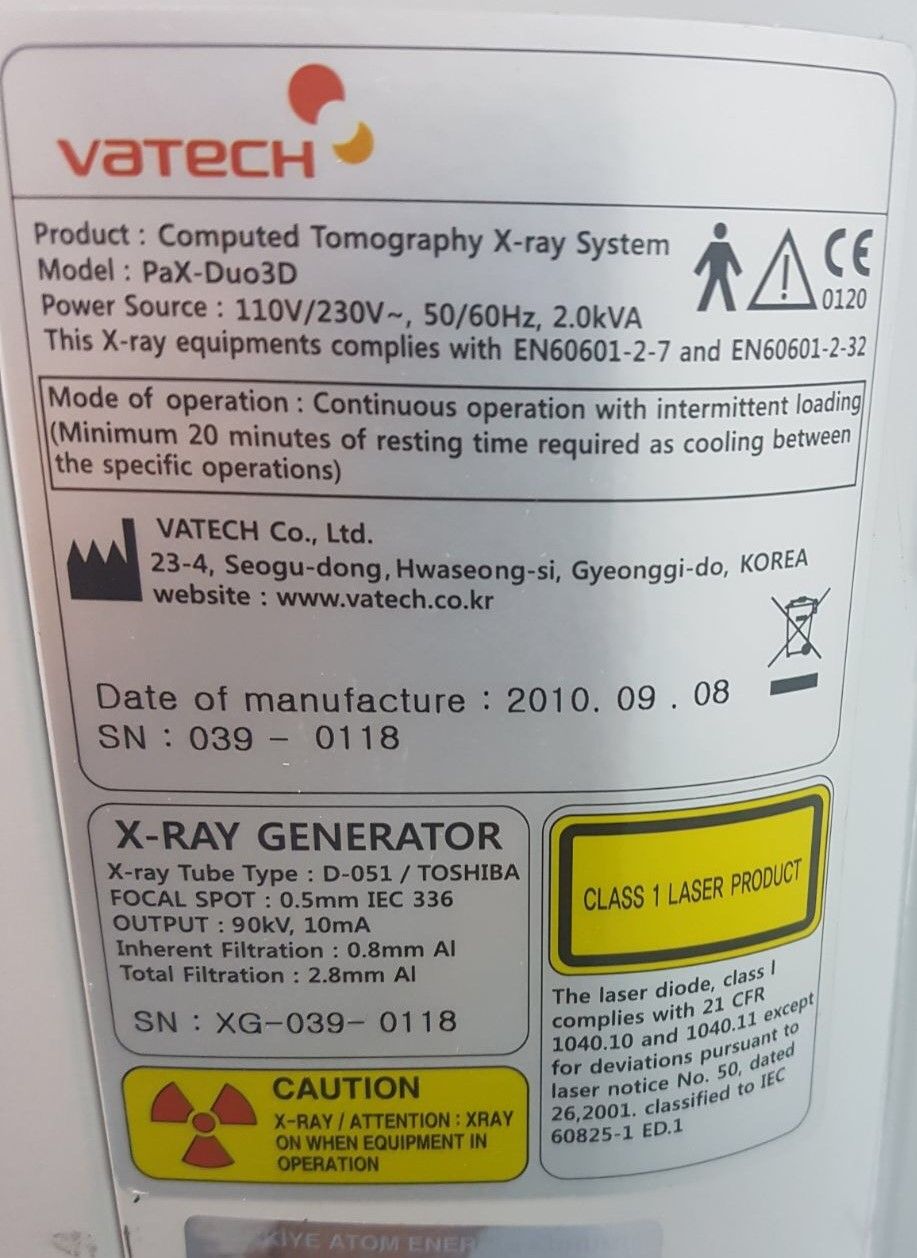 vaTECH
Product : Computed Tomography X-ray System
Model : PaX-Duo3D
CE
Power Source : 110V/230V~, 50/60Hz, 2.0kVA
0120
This X-ray equipments complies with EN60601-2-7 and EN60601-2-32
Mode of operation : Continuous operation with intermittent loading
(Minimum 20 minutes of resting time required as cooling between
the specific operations)
VATECH Co., Ltd.
23-4, Seogu-dong, Hwaseong-si, Gyeonggi-do, KOREA
website : www.vatech.co.kr
Date of manufacture : 2010. 09 . 08
SN : 039 - 0118
X-RAY GENERATOR
X-ray Tube Type : D-051 / TOSHIBA
FOCAL SPOT : 0.5mm IEC 336
OUTPUT : 90kV, 10mA
Inherent Filtration : 0.8mm Al
Total Filtration : 2.8mm Al
SN : XG-039- 0118
CAUTION
X-RAY / ATTENTION : XRAY
ON WHEN EQUIPMENT IN
OPERATION
CLASS 1 LASER PRODUCT
The laser diode, class I
complies with 21 CFR
1040.10 and 1040.11 except
for deviations pursuant to
laser notice No. 50, dated
26,2001. classified to IEC
60825-1 ED.1
ATOM